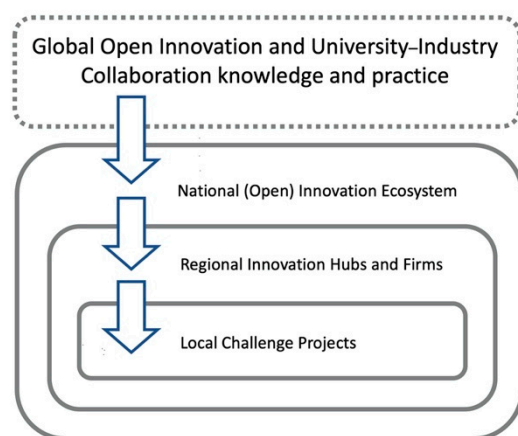 Global Open Innovation and University–Industry
Collaboration knowledge and practice
National (Open) Innovation Ecosystem
Regional Innovation Hubs and Firms
Local Challenge Projects